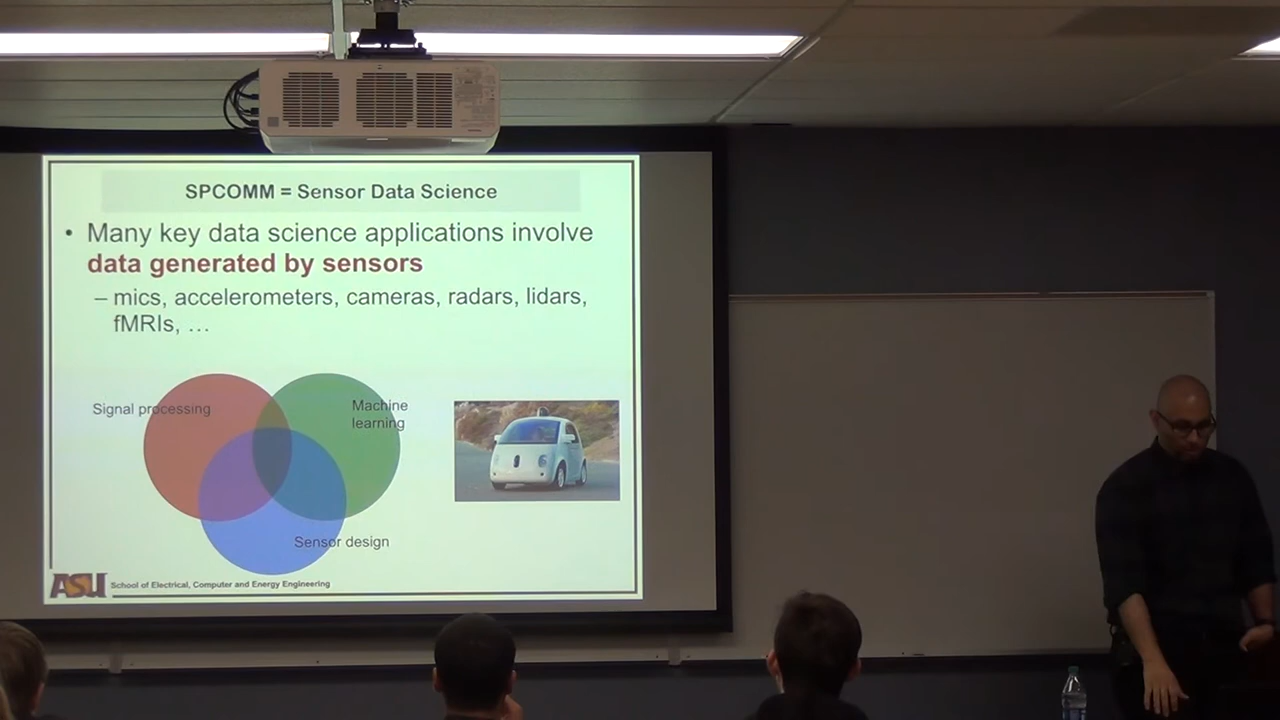 SPCOMM = Sensor Data Science
• Many key data science applications involve
data generated by sensors
– mics, accelerometers, cameras, radars, lidars,
fMRIs, …
Signal processing
Machine
learning
Sensor design
ASU School of Electrical, Computer and Energy Engineering